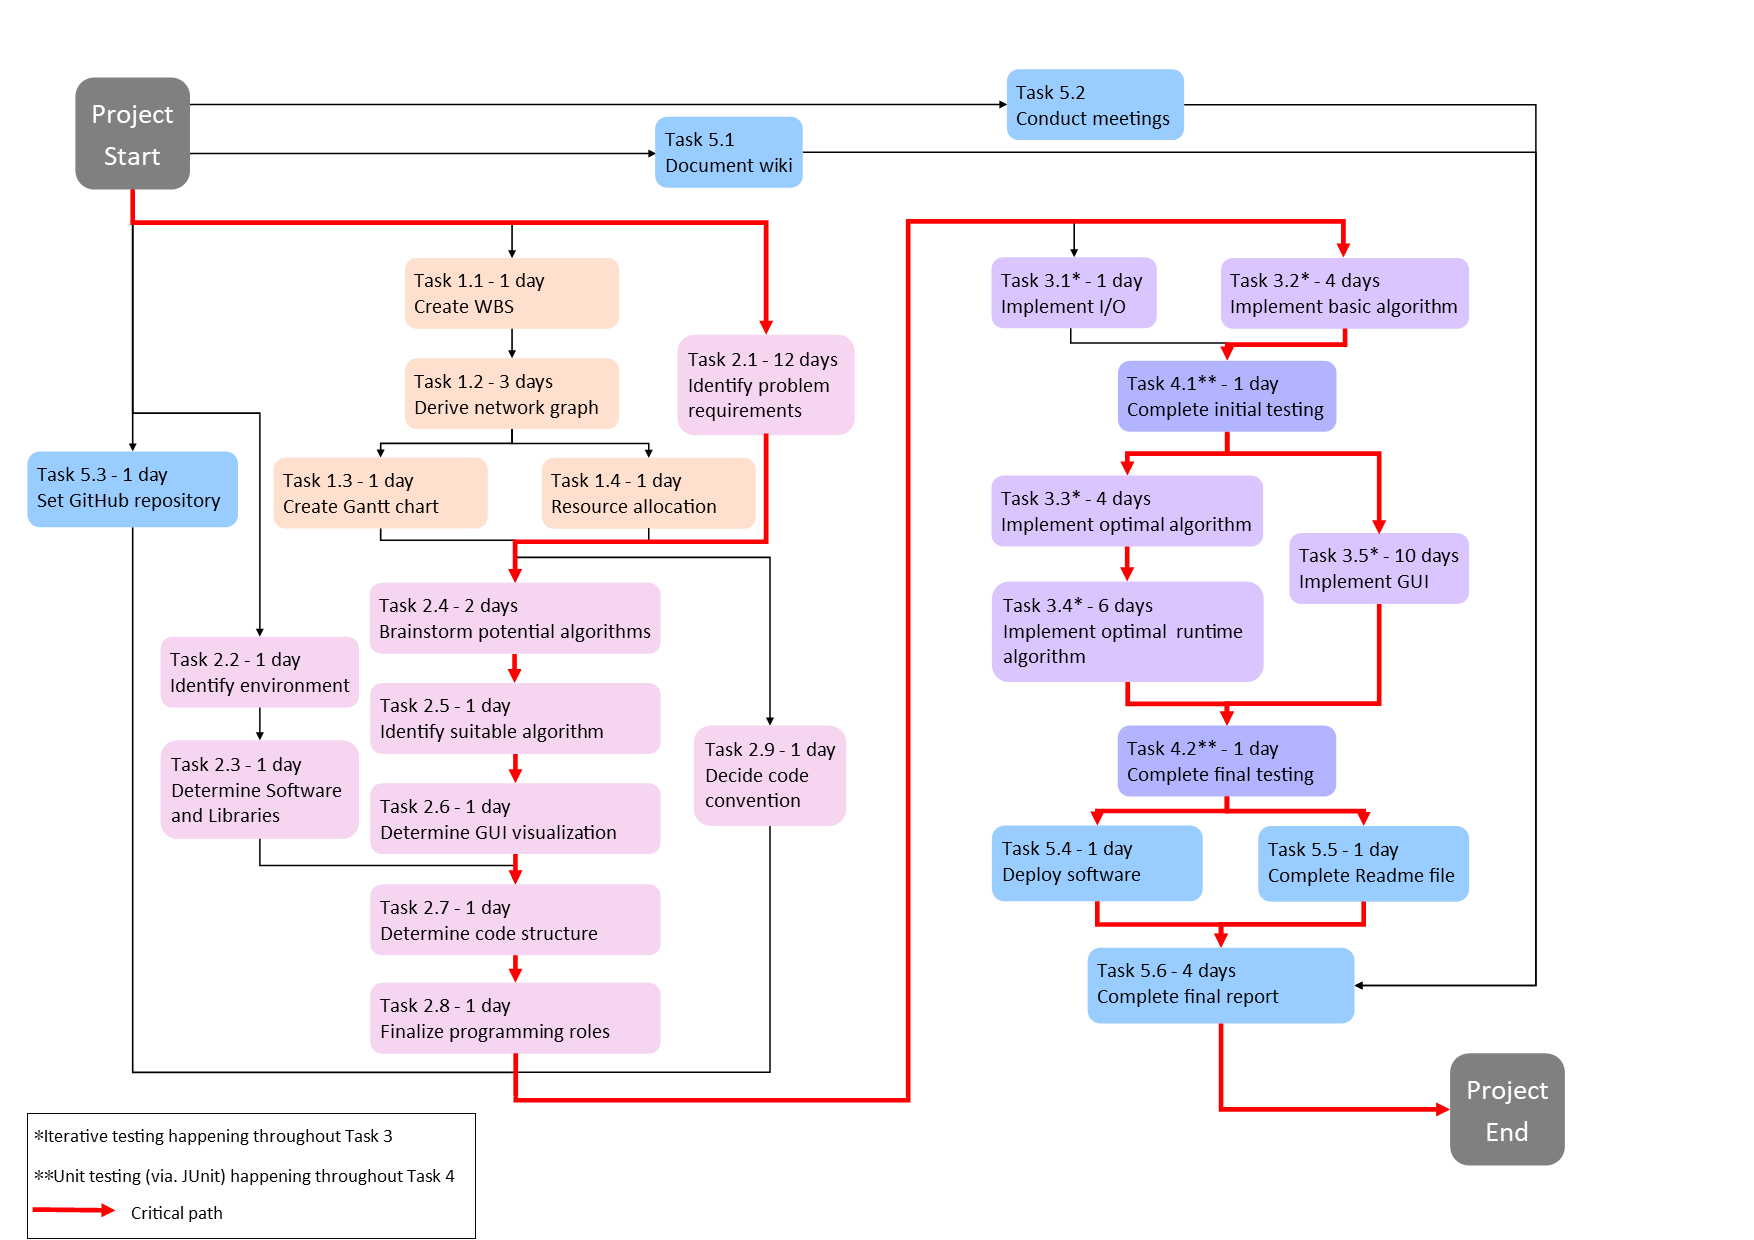 Project
Start
Task 5.2
Conduct meetings
Task 5.1
Document wiki
Task 1.1 - 1 day
Create WBS
Task 1.2 - 3 days
Derive network graph
Task 2.1 - 12 days
Identify problem
requirements
Task 5.3 - 1 day
Set GitHub repository
Task 1.3 - 1 day
Create Gantt chart
Task 1.4 - 1 day
Resource allocation
Task 2.4 - 2 days
Brainstorm potential algorithms
Task 2.2 - 1 day
Identify environment
Task 2.5 - 1 day
Identify suitable algorithm
Task 2.3 - 1 day
Determine Software
and Libraries
Task 2.9 - 1 day
Decide code
convention
Task 2.6 - 1 day
Determine GUI visualization
Task 2.7 - 1 day
Determine code structure
Task 2.8 - 1 day
Finalize programming roles
Task 3.1* - 1 day
Implement I/O
Task 3.2* - 4 days
Implement basic algorithm
Task 4.1** - 1 day
Complete initial testing
Task 3.3* - 4 days
Implement optimal algorithm
Task 3.5* - 10 days
Implement GUI
Task 3.4* - 6 days
Implement optimal runtime
algorithm
Task 4.2** - 1 day
Complete final testing
Task 5.4 - 1 day
Deploy software
Task 5.5 - 1 day
Complete Readme file
Task 5.6 - 4 days
Complete final report
Project
End
*Iterative testing happening throughout Task 3
**Unit testing (via. JUnit) happening throughout Task 4
Critical path